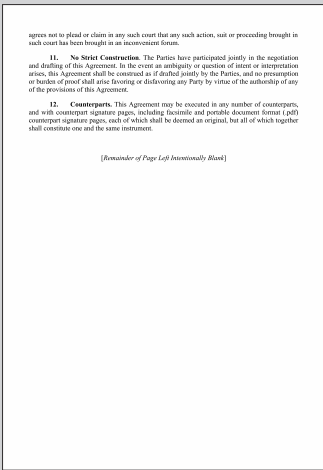 agrees not to plead or claim in any such court that any such action, suit or proceeding brought in
such court has been brought in an inconvenient forum.
11. No Strict Construction. The Parties have participated jointly in the negotiation
and drafting of this Agreement. In the event an ambiguity or question of intent or interpretation
arises, this Agreement shall be construed as if drafted jointly by the Parties, and no presumption
or burden of proof shall arise favoring or disfavoring any Party by virtue of the authorship of any
of the provisions of this Agreement.
12. Counterparts. This Agreement may be executed in any number of counterparts,
and with counterpart signature pages, including facsimile and portable document format (.pdf)
counterpart signature pages, each of which shall be deemed an original, but all of which together
shall constitute one and the same instrument.
[Remainder of Page Left Intentionally Blank]